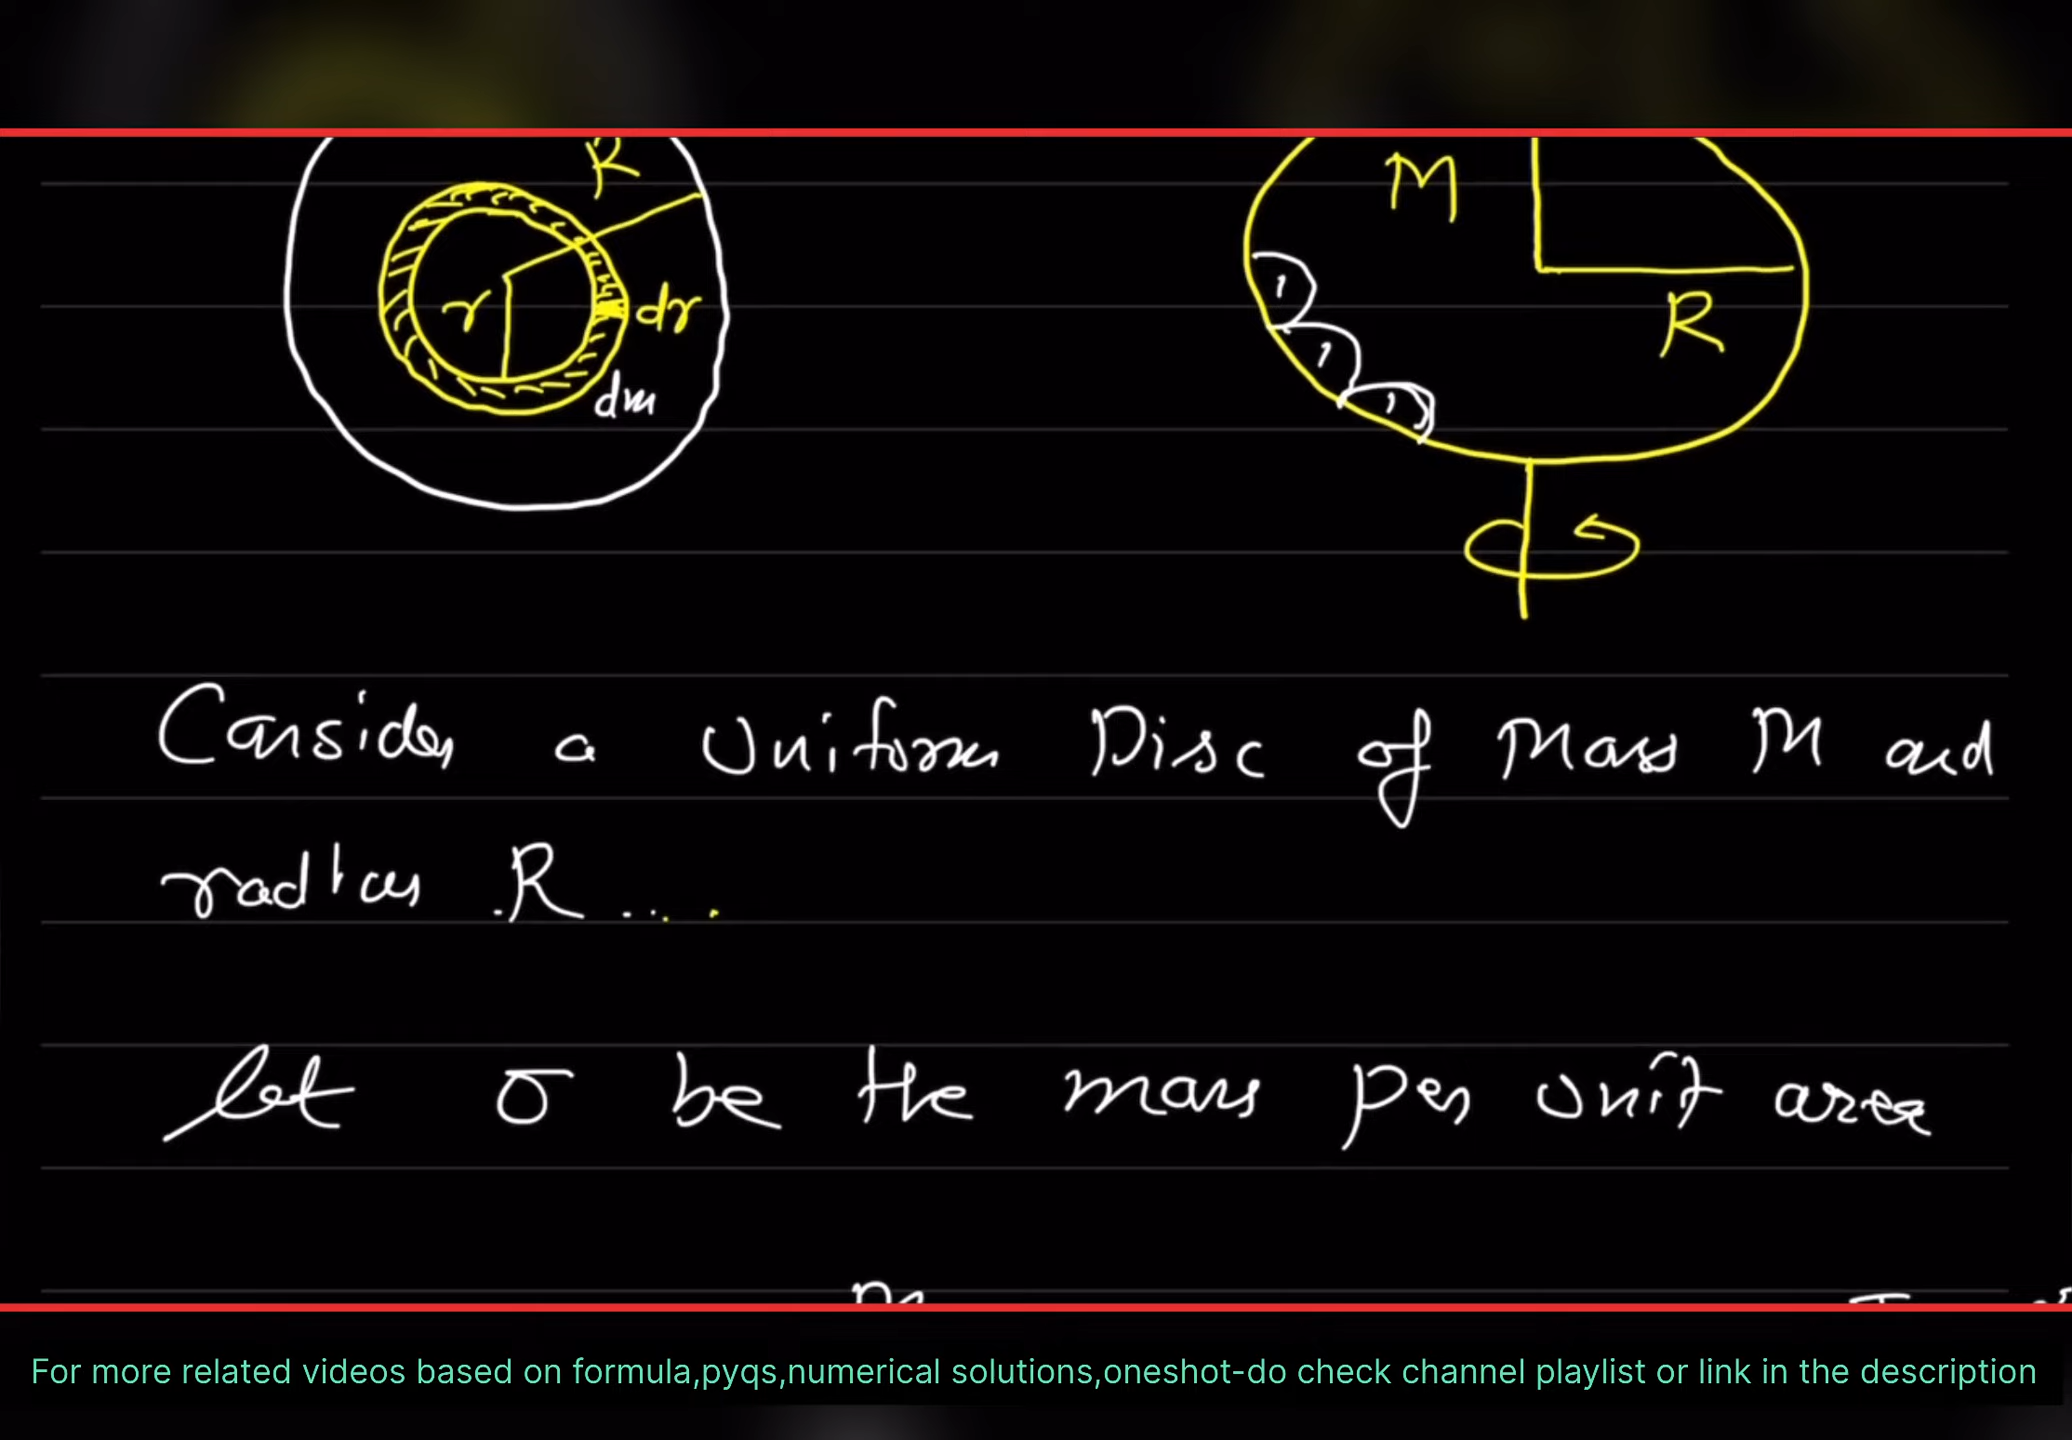 R
M
r
dr
R
dm
Consider a Uniform Disc of Mass M and
radius R....
let σ be the mass per unit area
For more related videos based on formula,pyqs,numerical solutions,oneshot-do check channel playlist or link in the description